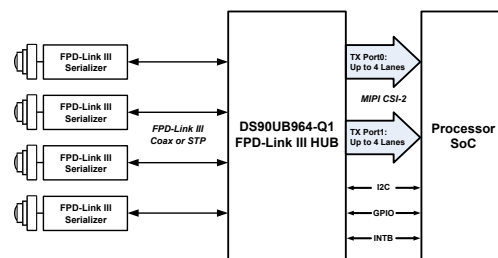 FPD-Link III
Serializer
FPD-Link III
Serializer
FPD-Link III
Serializer
FPD-Link III
Serializer
FPD-Link III
Coax or STP
DS90UB964-Q1
FPD-Link III HUB
TX Port0:
Up to 4 Lanes
MIPI CSI-2
TX Port1:
Up to 4 Lanes
I2C
GPIO
INTB
Processor
SoC